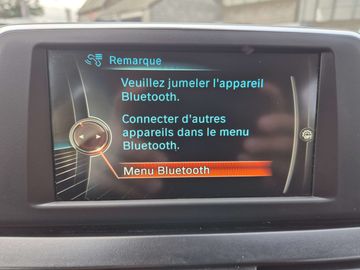 Remarque
Veuillez jumeler l'appareil
Bluetooth.
Connecter d'autres
appareils dans le menu
Bluetooth.
Menu Bluetooth